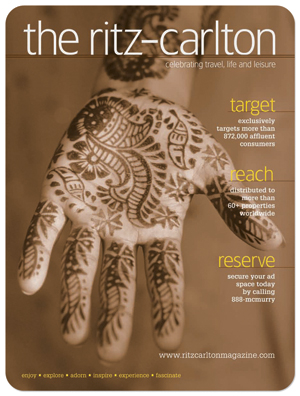 the ritz-carlton
celebrating travel, life and leisure
target
exclusively
targets more than
872,000 affluent
consumers
reach
distributed to
more than
60+ properties
worldwide
reserve
secure your ad
space today
by calling
888-mcmurry
www.ritzcarltonmagazine.com
enjoy • explore • adorn • inspire • experience • fascinate